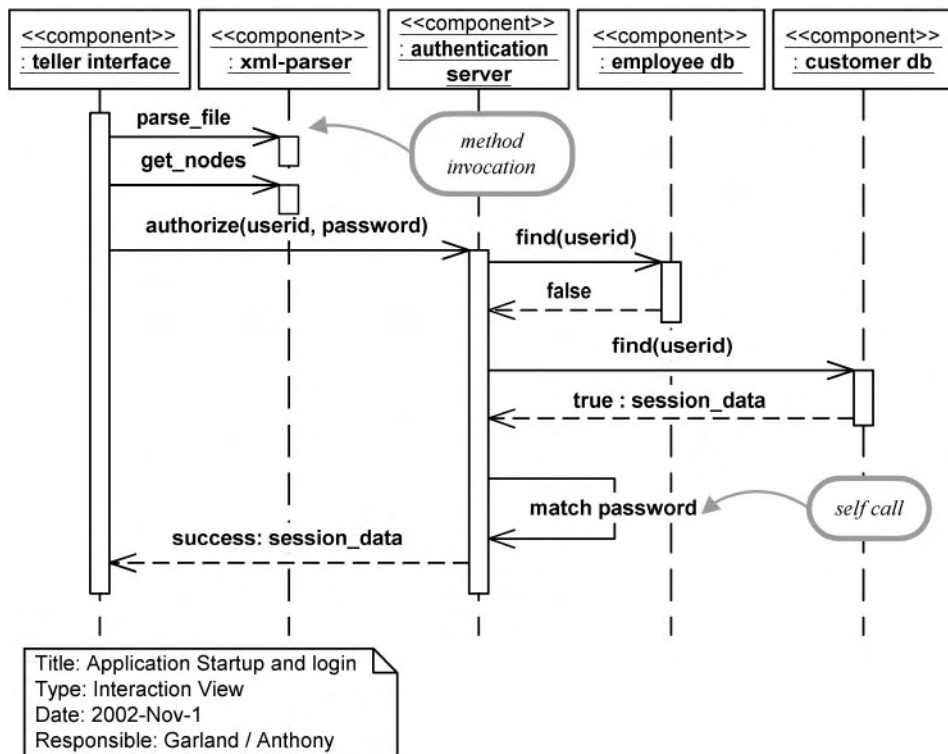 <<component>>
: teller interface
<<component>>
: xml-parser
<<component>>
: authentication
server
<<component>>
: employee db
<<component>>
: customer db
parse_file
method
invocation
get_nodes
authorize(userid, password)
find(userid)
false
find(userid)
true : session_data
match password
self call
success: session_data
Title: Application Startup and login
Type: Interaction View
Date: 2002-Nov-1
Responsible: Garland / Anthony